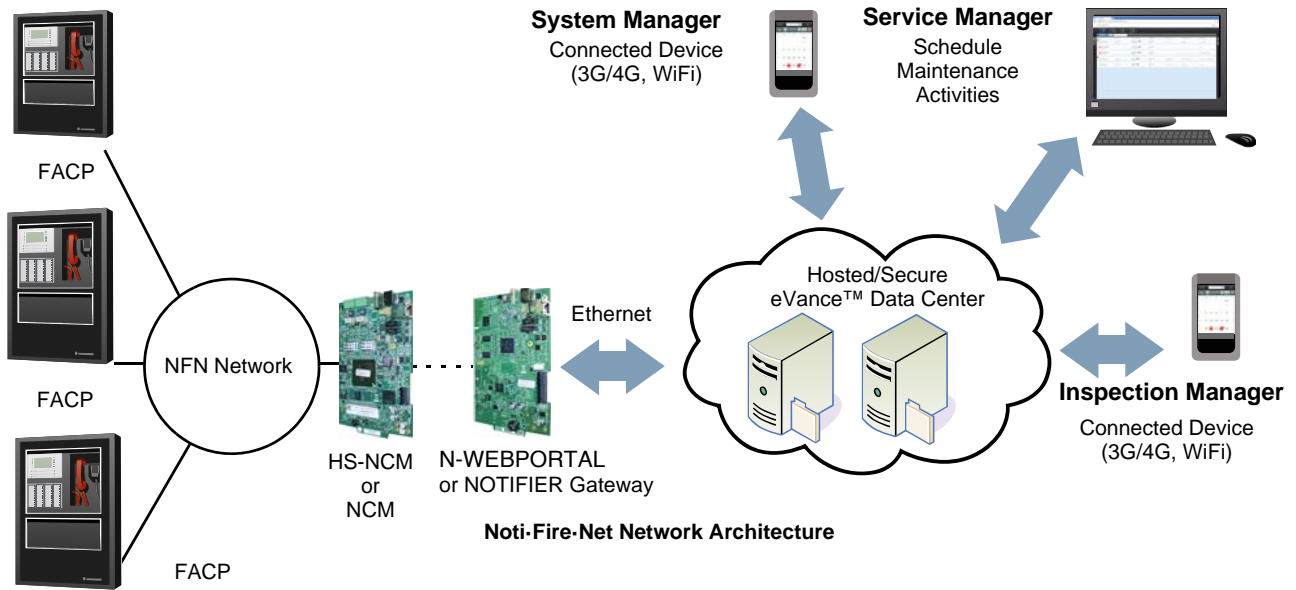 System Manager
Connected Device
(3G/4G, WiFi)
Service Manager
Schedule
Maintenance
Activities
FACP
Hosted/Secure
eVance™ Data Center
Ethernet
NFN Network
FACP
Inspection Manager
Connected Device
(3G/4G, WiFi)
HS-NCM
or
NCM
N-WEBPORTAL
or NOTIFIER Gateway
Noti·Fire·Net Network Architecture
FACP